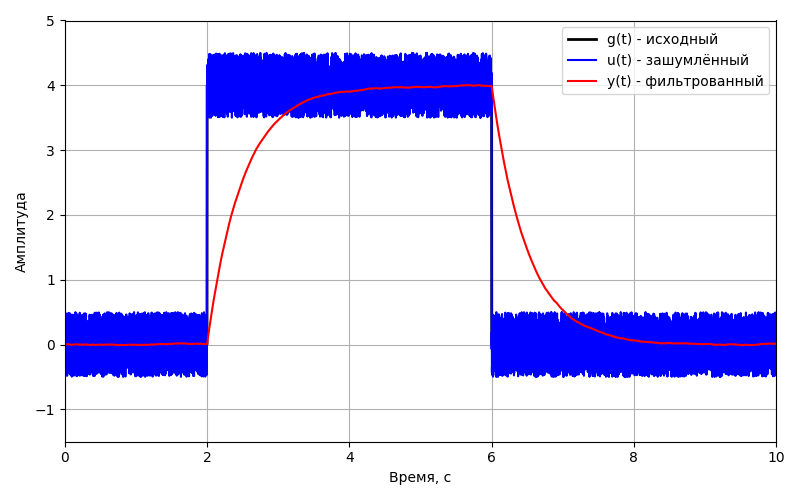 5
4
3
2
1
0
−1
0 2 4 6 8 10
Амплитуда
Время, с
g(t) - исходный
u(t) - зашумлённый
y(t) - фильтрованный